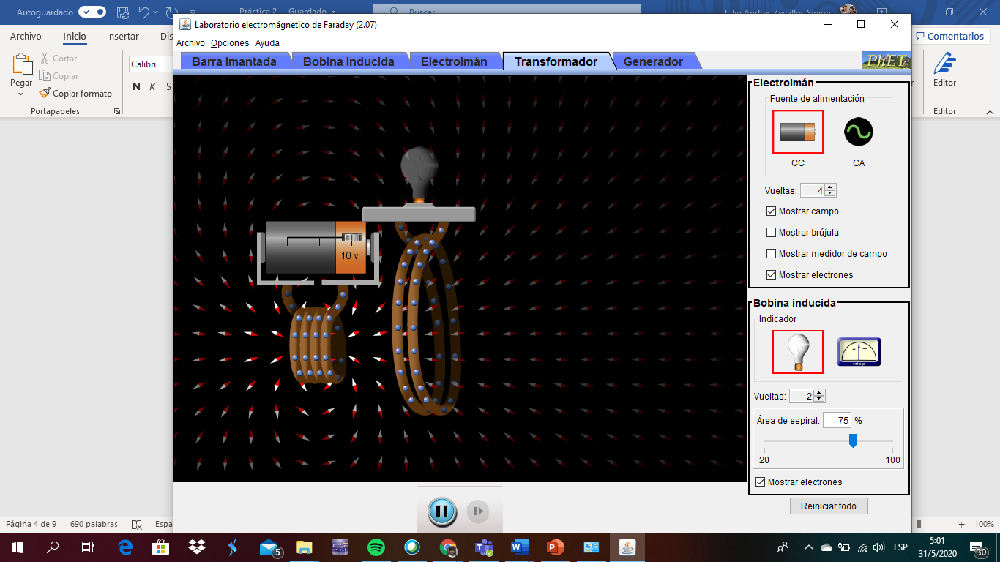 Autoguardado
Práctica 2 - Guardado
Buscar
Julio Andres Zevallos
Laboratorio electromágnetico de Faraday (2.07)
Archivo Opciones Ayuda
Archivo Inicio Insertar Dis
Comentarios
Barra Imantada Bobina inducida Electroimán Transformador Generador
PhET
Pegar
Cortar
Copiar
Copiar formato
Portapapeles
Calibri
N K S
Editor
Editor
Electroimán
Fuente de alimentación
CC CA
Vueltas: 4
Mostrar campo
Mostrar brújula
Mostrar medidor de campo
Mostrar electrones
10 v
Bobina inducida
Indicador
- +
voltage
Vueltas: 2
Área de espiral: 75 %
20 100
Mostrar electrones
Reiniciar todo
Página 4 de 9 690 palabras Espa
100%
5
ESP
5:01
31/5/2020
30